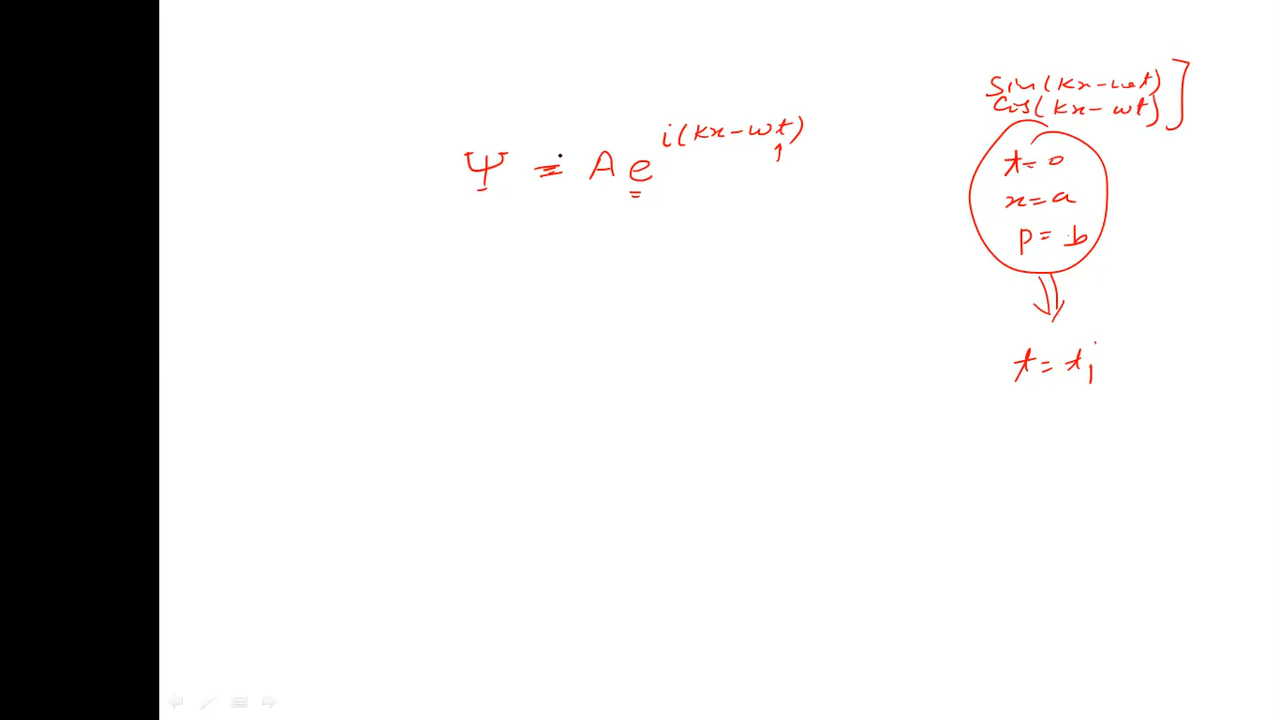 Ψ = A e^{i(kx-ωt)}
Sin(kx-ωt)
Cos(kx-ωt)
t=0
x=a
p=b
t=t₁